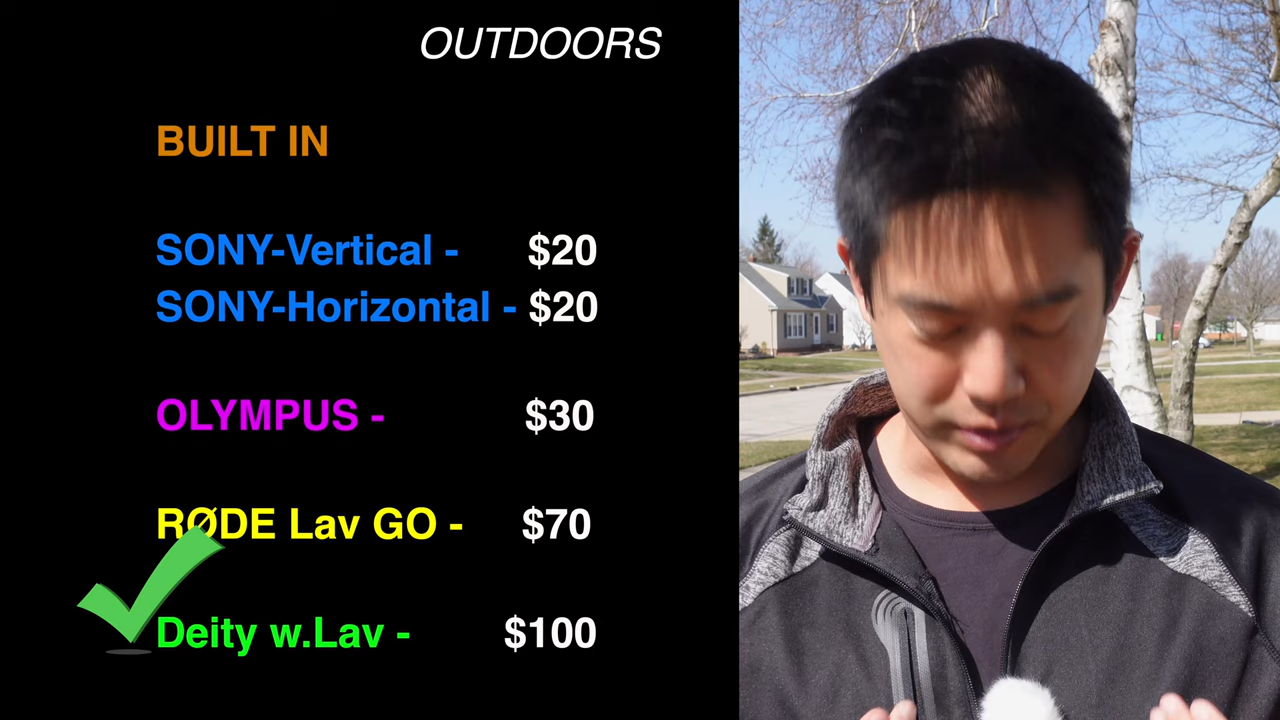 OUTDOORS
BUILT IN
SONY-Vertical - $20
SONY-Horizontal - $20
OLYMPUS - $30
RØDE Lav GO - $70
Deity w.Lav - $100